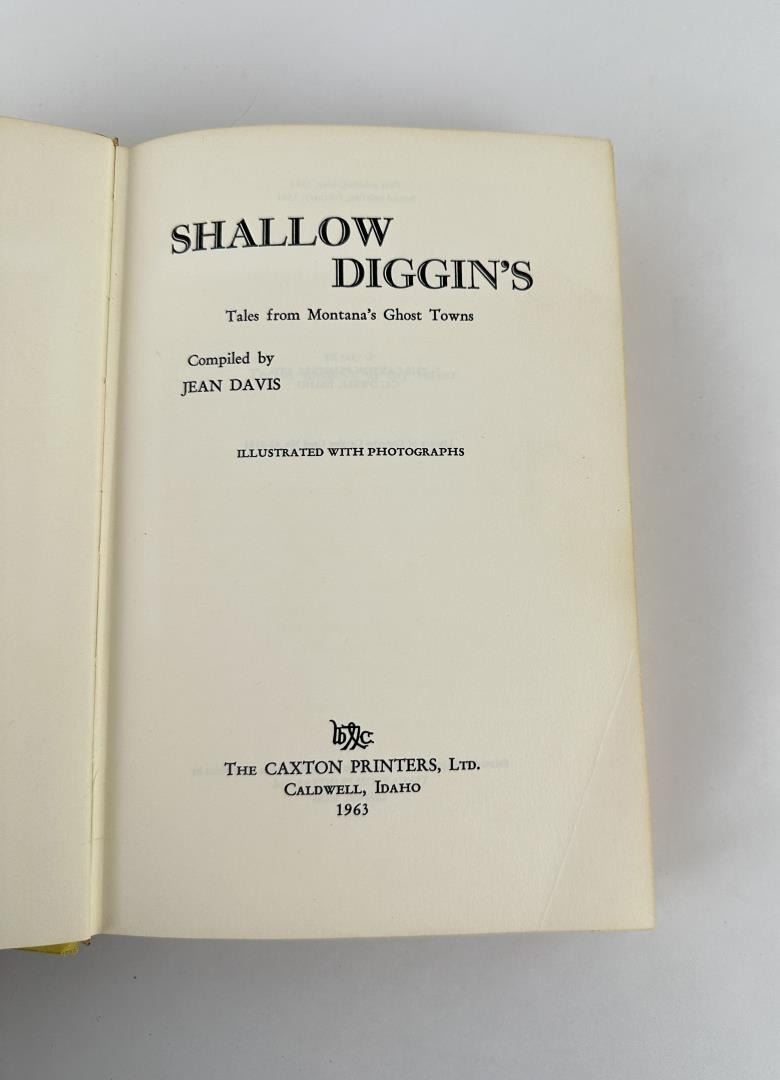 SHALLOW
DIGGIN'S
Tales from Montana's Ghost Towns
Compiled by
JEAN DAVIS
ILLUSTRATED WITH PHOTOGRAPHS
THE CAXTON PRINTERS, LTD.
CALDWELL, IDAHO
1963